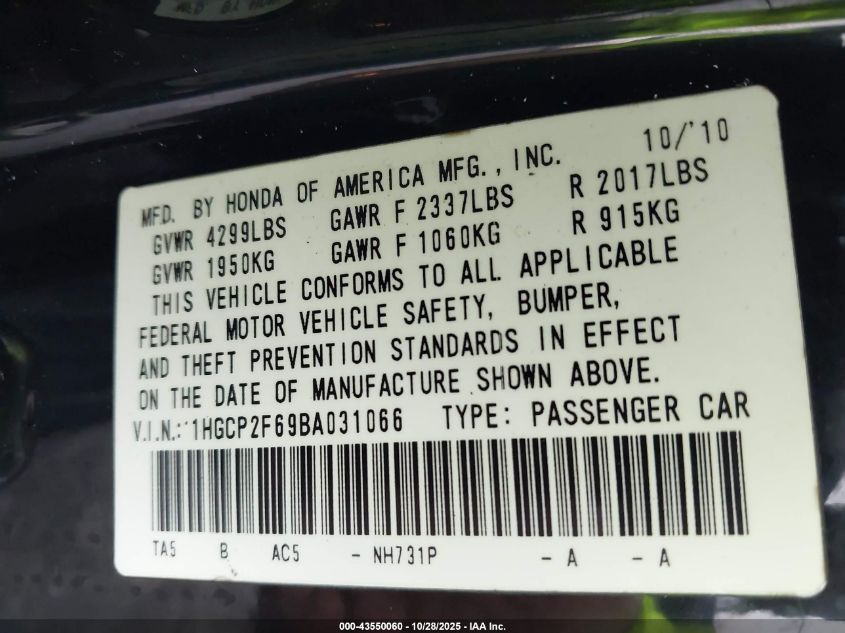 MFD. BY HONDA OF AMERICA MFG., INC. 10/'10
GVWR 4299LBS GAWR F 2337LBS R 2017LBS
GVWR 1950KG GAWR F 1060KG R 915KG
THIS VEHICLE CONFORMS TO ALL APPLICABLE
FEDERAL MOTOR VEHICLE SAFETY, BUMPER,
AND THEFT PREVENTION STANDARDS IN EFFECT
ON THE DATE OF MANUFACTURE SHOWN ABOVE.
V.I.N.: 1HGCP2F69BA031066 TYPE: PASSENGER CAR
TA5 B AC5 - NH731P - A - A
000-43550060 - 10/28/2025 - IAA Inc.